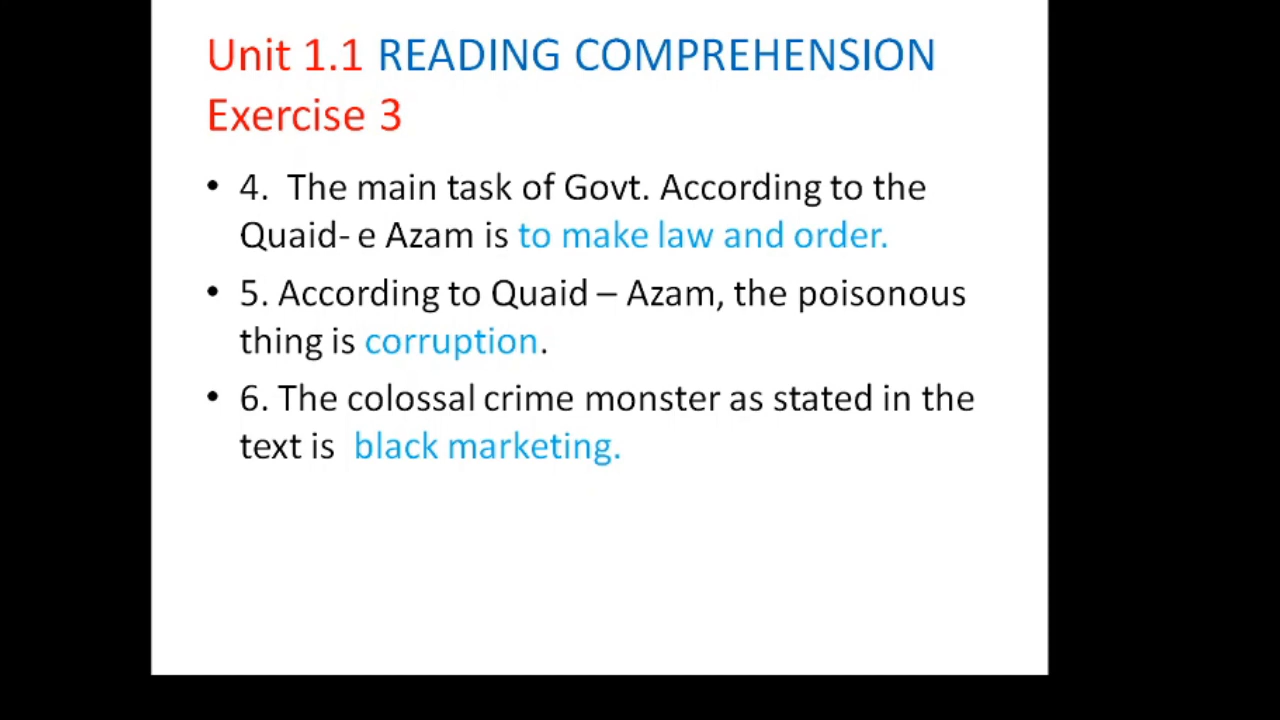 Unit 1.1 READING COMPREHENSION
Exercise 3
• 4. The main task of Govt. According to the
Quaid- e Azam is to make law and order.
• 5. According to Quaid – Azam, the poisonous
thing is corruption.
• 6. The colossal crime monster as stated in the
text is black marketing.